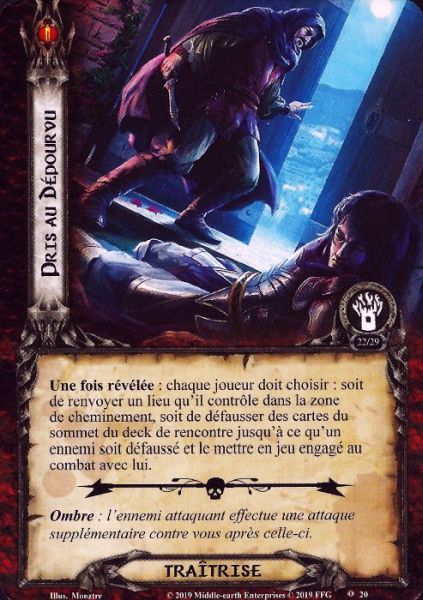 PRIS AU DÉPOURVU
22/29
Une fois révélée : chaque joueur doit choisir : soit
de renvoyer un lieu qu'il contrôle dans la zone
de cheminement, soit de défausser des cartes du
sommet du deck de rencontre jusqu'à ce qu'un
ennemi soit défaussé et le mettre en jeu engagé au
combat avec lui.
Ombre : l'ennemi attaquant effectue une attaque
supplémentaire contre vous après celle-ci.
TRAÎTRISE
Illus. Monztre © 2019 Middle-earth Enterprises © 2019 FFG 20